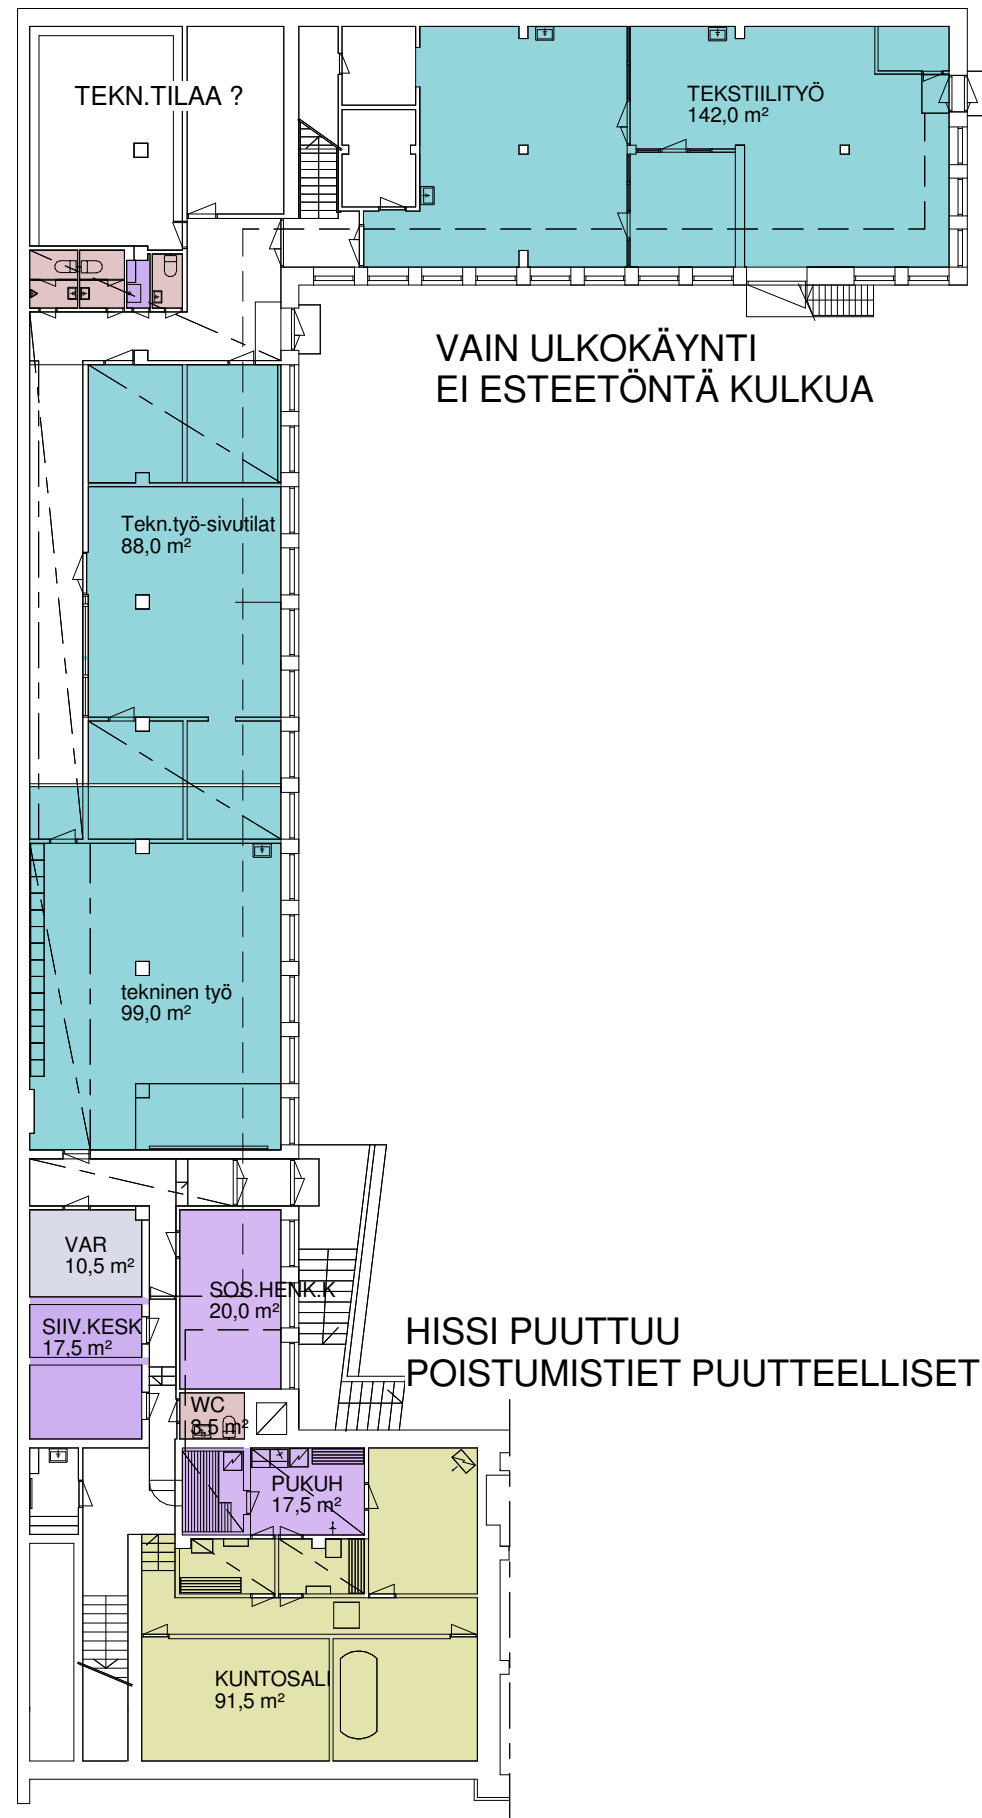 TEKN.TILAA ?
TEKSTIILITYÖ
142,0 m²
VAIN ULKOKÄYNTI
EI ESTEETÖNTÄ KULKUA
Tekn.työ-sivutilat
88,0 m²
tekninen työ
99,0 m²
VAR
10,5 m²
SOS.HENK.K
20,0 m²
SIIV.KESK
17,5 m²
HISSI PUUTTUU
POISTUMISTIET PUUTTEELLISET
WC
3,5 m²
PUKUH
17,5 m²
KUNTOSALI
91,5 m²